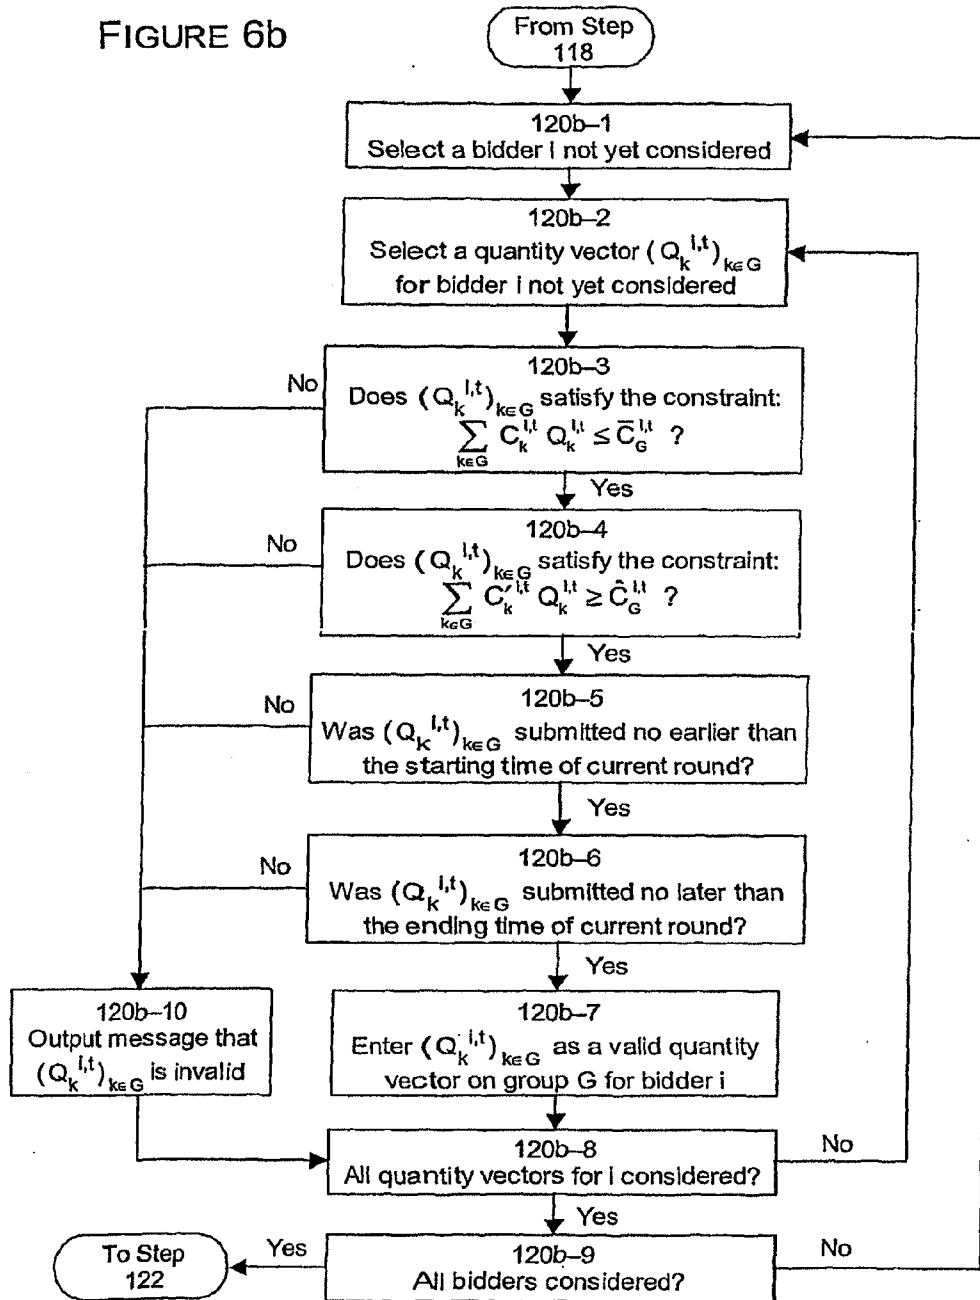 FIGURE 6b
From Step
118
120b–1
Select a bidder i not yet considered
120b–2
Select a quantity vector (Q_k^{i,t})_{k∈G}
for bidder i not yet considered
120b–3
Does (Q_k^{i,t})_{k∈G} satisfy the constraint:
∑_{k∈G} C_k^{i,t} Q_k^{i,t} ≤ C̅_G^{i,t} ?
No
Yes
120b–4
Does (Q_k^{i,t})_{k∈G} satisfy the constraint:
∑_{k∈G} C′_k^{i,t} Q_k^{i,t} ≥ Ĉ_G^{i,t} ?
No
Yes
120b–5
Was (Q_k^{i,t})_{k∈G} submitted no earlier than
the starting time of current round?
No
Yes
120b–6
Was (Q_k^{i,t})_{k∈G} submitted no later than
the ending time of current round?
No
Yes
120b–10
Output message that
(Q_k^{i,t})_{k∈G} is invalid
120b–7
Enter (Q_k^{i,t})_{k∈G} as a valid quantity
vector on group G for bidder i
120b–8
All quantity vectors for i considered?
No
Yes
120b–9
All bidders considered?
No
Yes
To Step
122